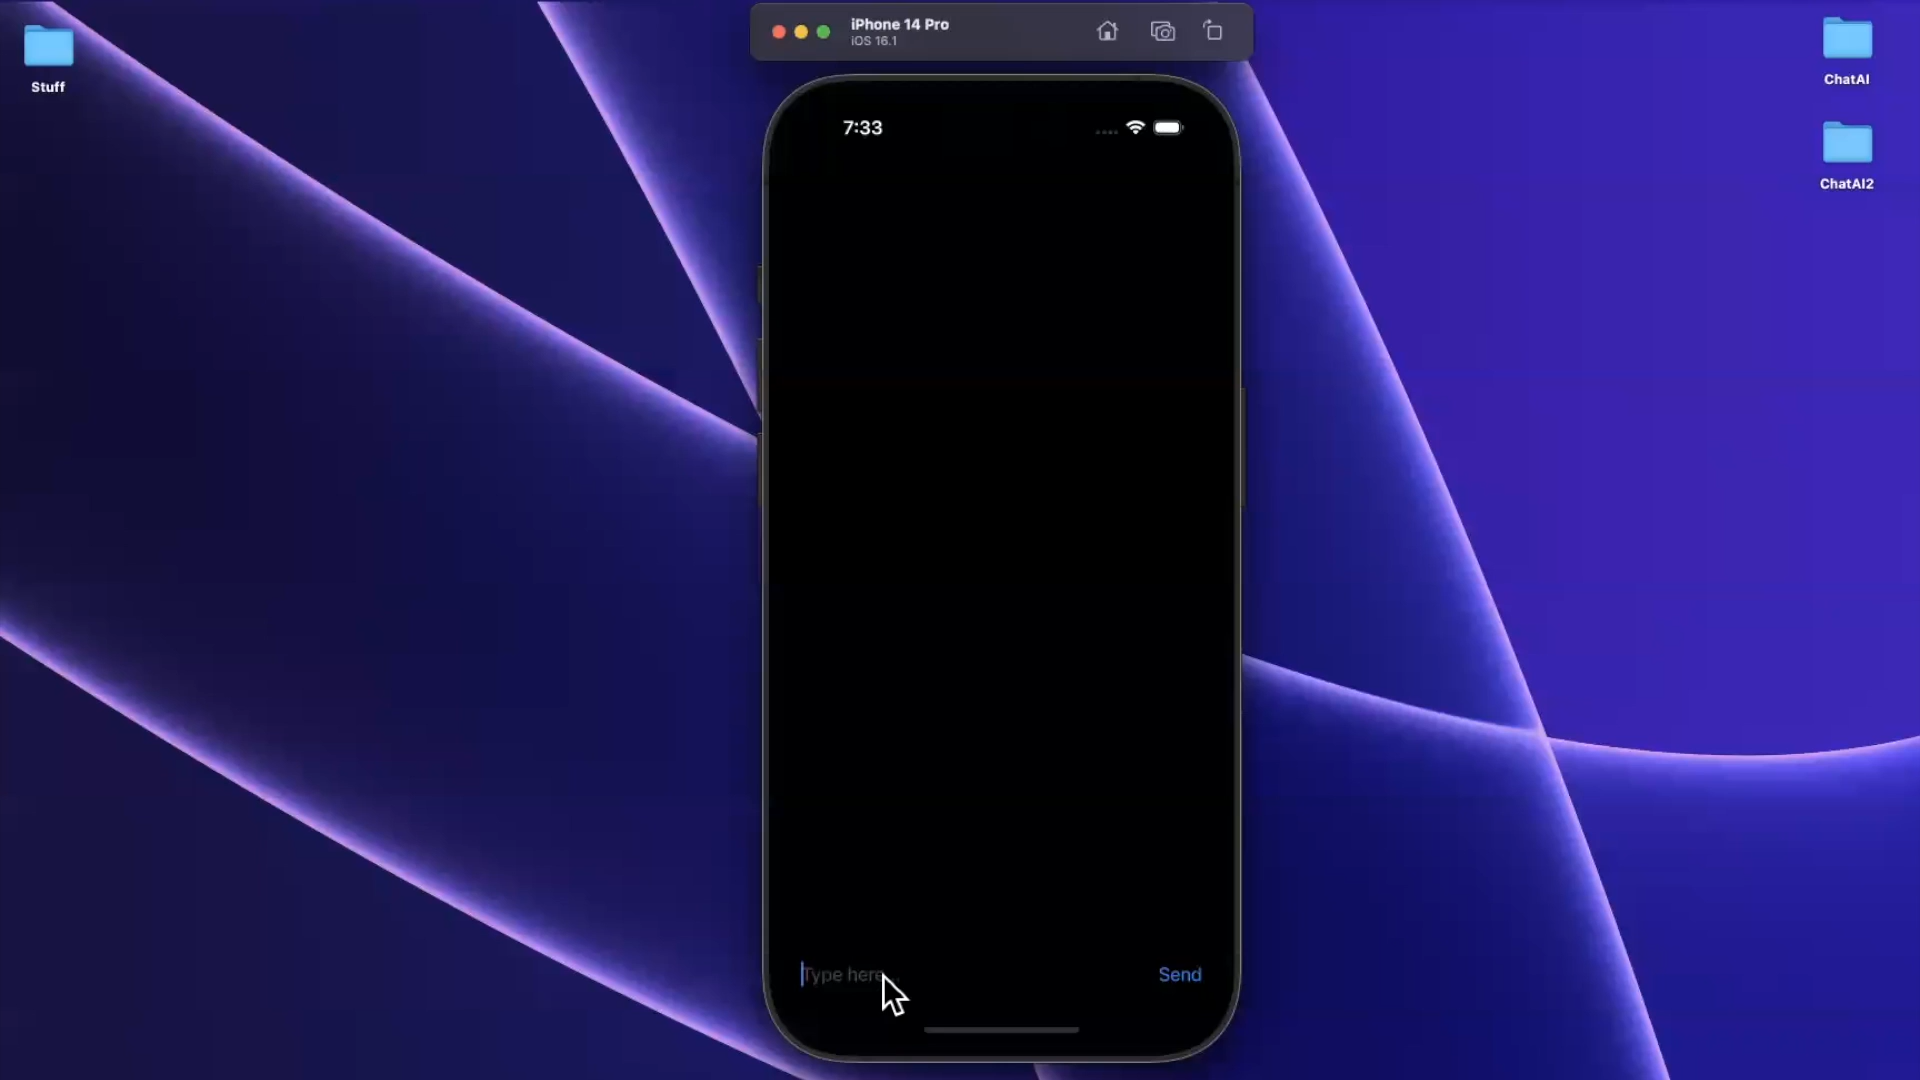 Stuff
iPhone 14 Pro
iOS 16.1
ChatAI
ChatAI2
7:33
Type here...
Send